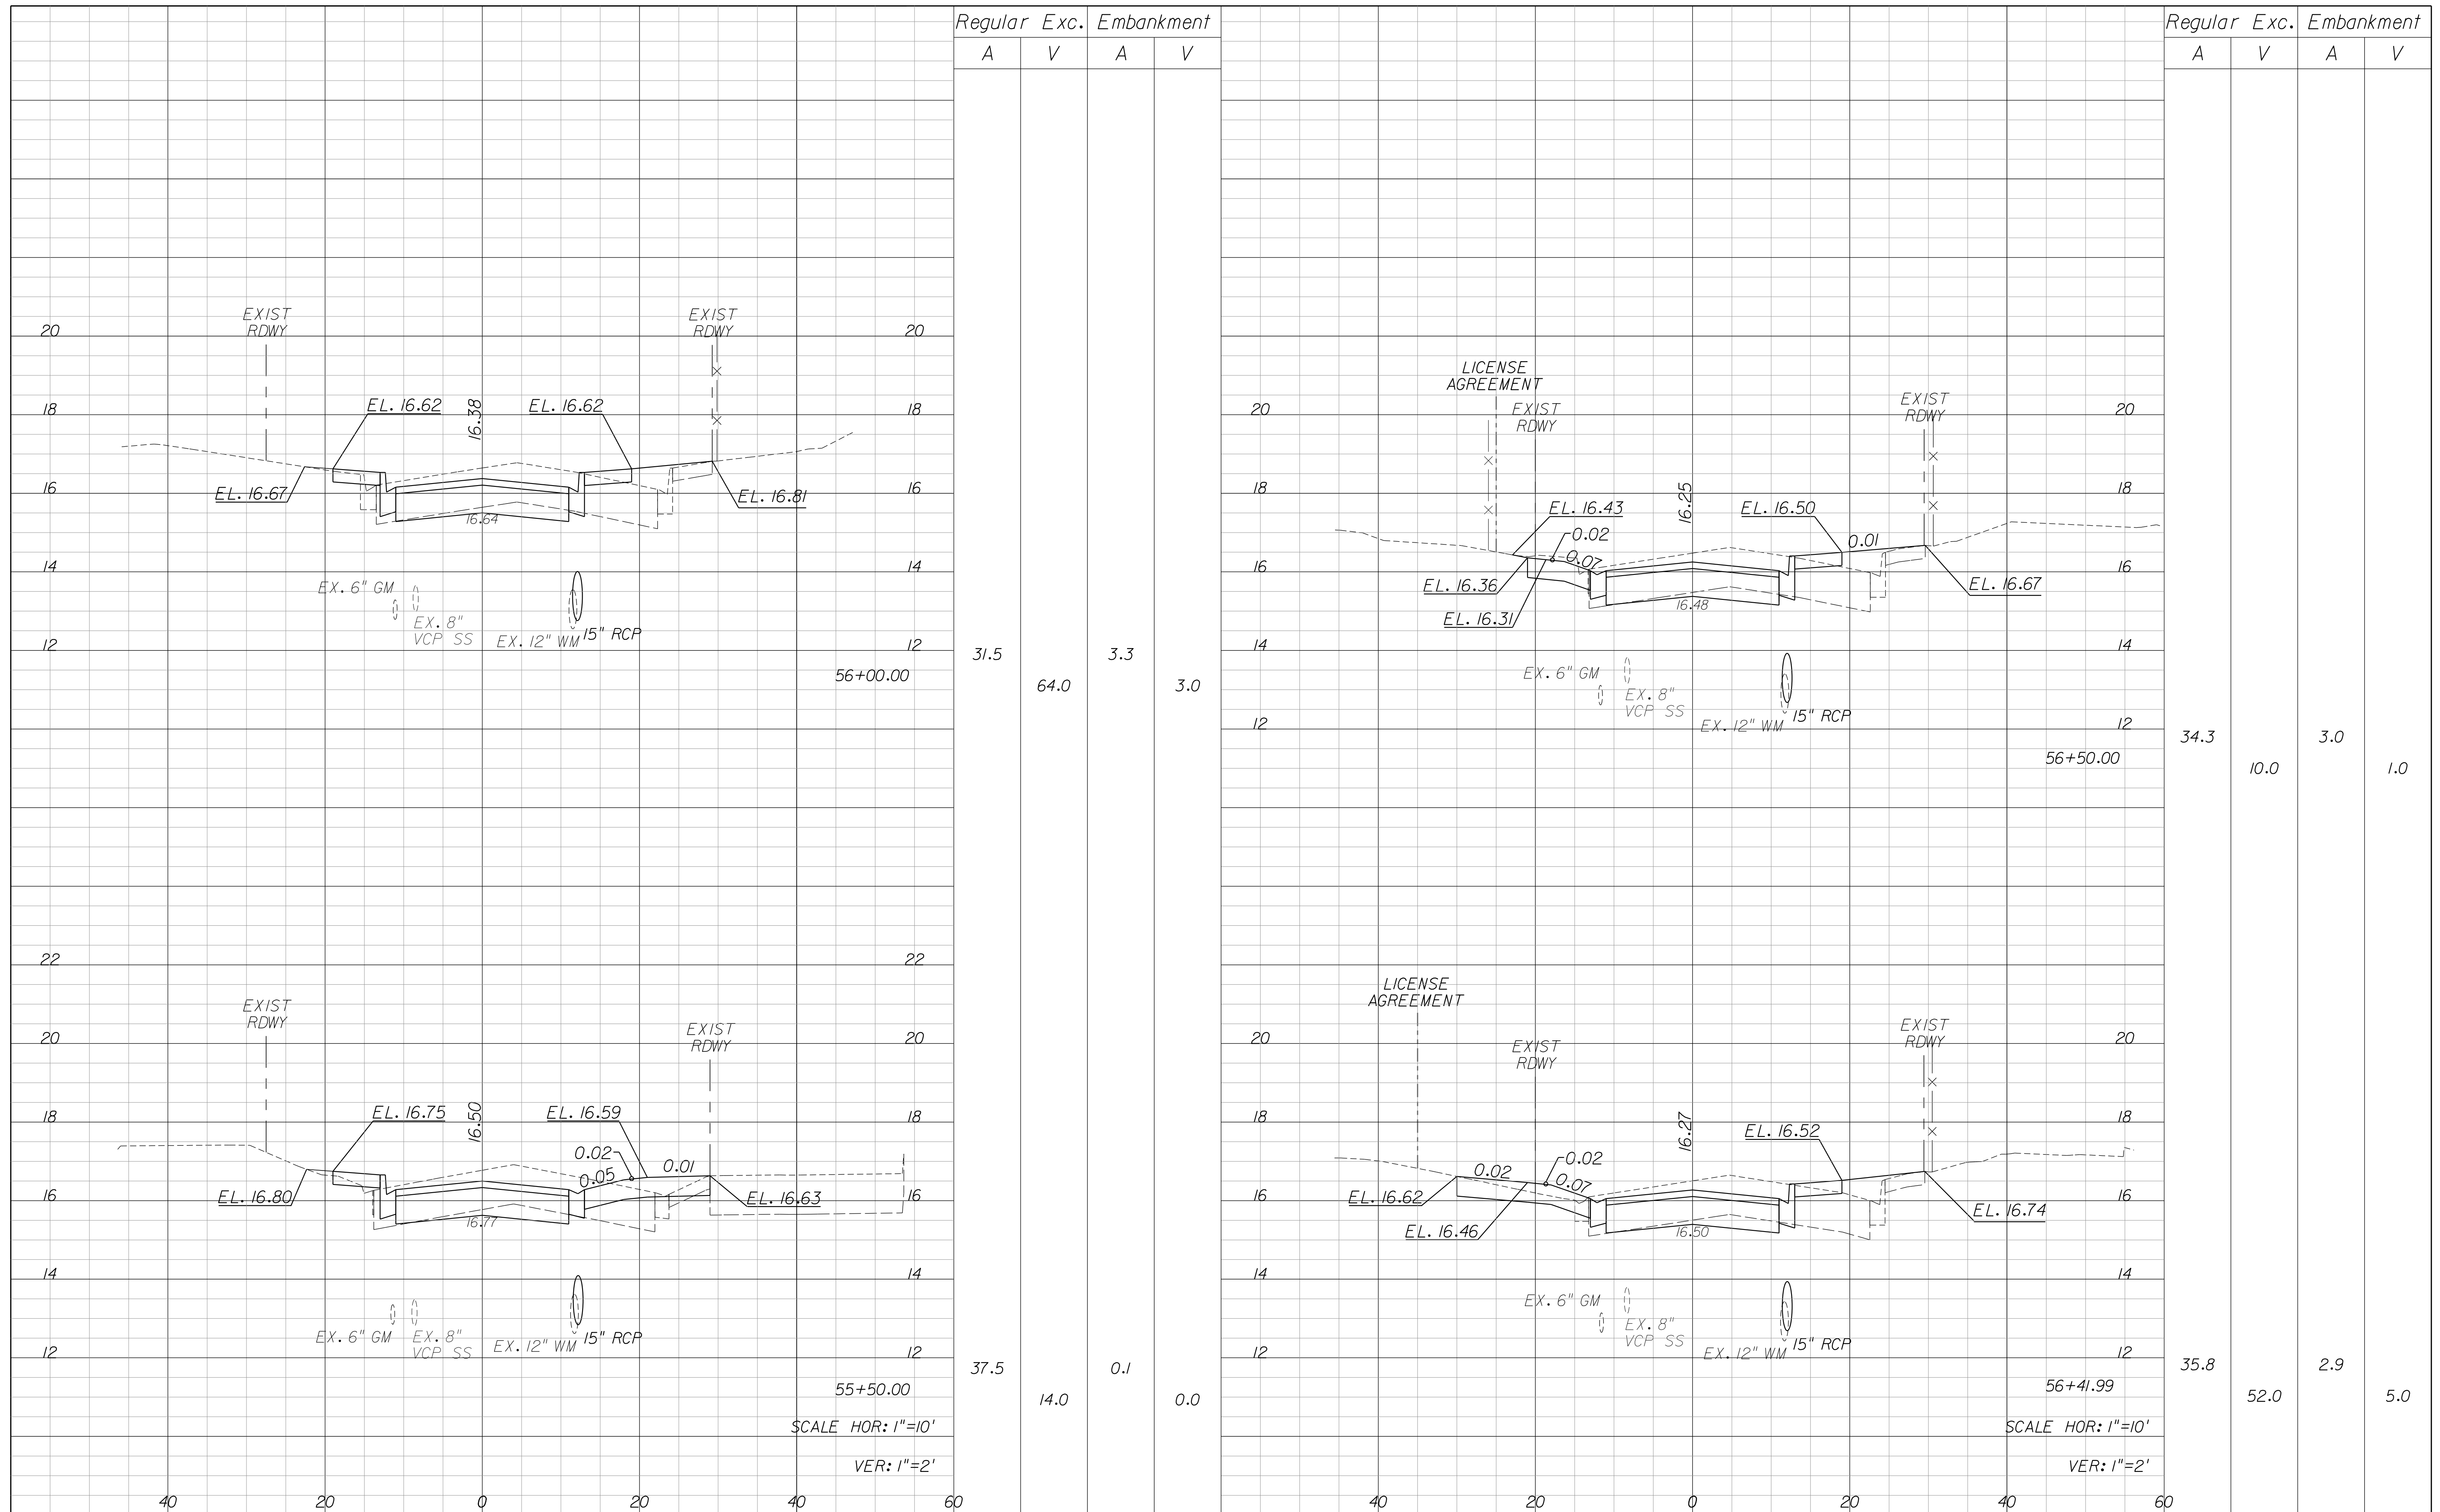 Regular Exc. Embankment
A V A V
EXIST
RDWY
EXIST
RDWY
20 20
EL. 16.62
16.38
EL. 16.62
18 18
EL. 16.67
EL. 16.81
16 16
16.64
14 14
EX. 6" GM
EX. 8"
VCP SS
EX. 12" WM
15" RCP
12 12
56+00.00
31.5 3.3
64.0 3.0
22 22
EXIST
RDWY
EXIST
RDWY
20 20
EL. 16.75
16.50
EL. 16.59
18 18
0.02
0.05
0.01
EL. 16.80
EL. 16.63
16 16
16.77
14 14
EX. 6" GM
EX. 8"
VCP SS
EX. 12" WM
15" RCP
12 12
55+50.00
37.5 0.1
14.0 0.0
SCALE HOR: 1"=10'
VER: 1"=2'
40 20 0 20 40 60
Regular Exc. Embankment
A V A V
LICENSE
AGREEMENT
EXIST
RDWY
EXIST
RDWY
20 20
18 18
EL. 16.43
16.25
EL. 16.50
0.02
0.07
0.01
16 16
EL. 16.36
EL. 16.67
EL. 16.31
16.48
14 14
EX. 6" GM
EX. 8"
VCP SS
EX. 12" WM
15" RCP
12 12
56+50.00
34.3 3.0
10.0 1.0
LICENSE
AGREEMENT
EXIST
RDWY
EXIST
RDWY
20 20
18 18
16.27
EL. 16.52
0.02
0.02
0.07
EL. 16.62
16 16
EL. 16.74
EL. 16.46
16.50
14 14
EX. 6" GM
EX. 8"
VCP SS
EX. 12" WM
15" RCP
12 12
56+41.99
35.8 2.9
52.0 5.0
SCALE HOR: 1"=10'
VER: 1"=2'
40 20 0 20 40 60